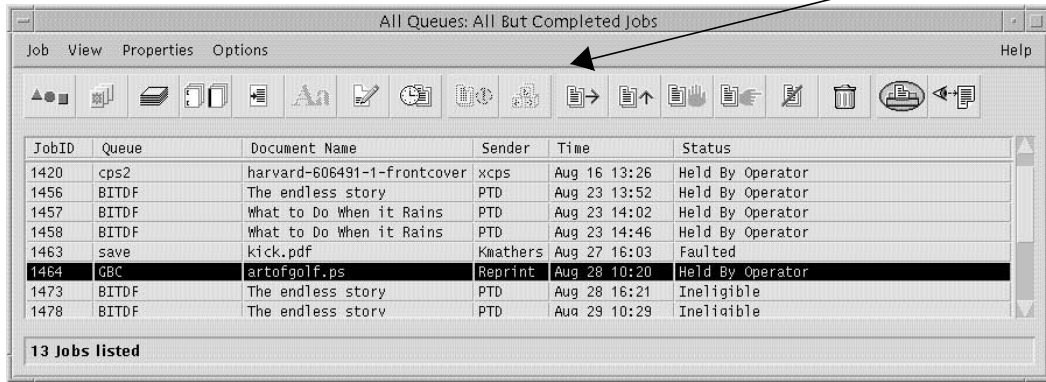 All Queues: All But Completed Jobs
Job View Properties Options Help
Aa
JobID Queue Document Name Sender Time Status
1420 cps2 harvard-606491-1-frontcover xcps Aug 16 13:26 Held By Operator
1456 BITDF The endless story PTD Aug 23 13:52 Held By Operator
1457 BITDF What to Do When it Rains PTD Aug 23 14:02 Held By Operator
1458 BITDF What to Do When it Rains PTD Aug 23 14:46 Held By Operator
1463 save kick.pdf Kmathers Aug 27 16:03 Faulted
1464 GBC artofgolf.ps Reprint Aug 28 10:20 Held By Operator
1473 BITDF The endless story PTD Aug 28 16:21 Ineligible
1478 BITDF The endless story PTD Aug 29 10:29 Ineligible
13 Jobs listed